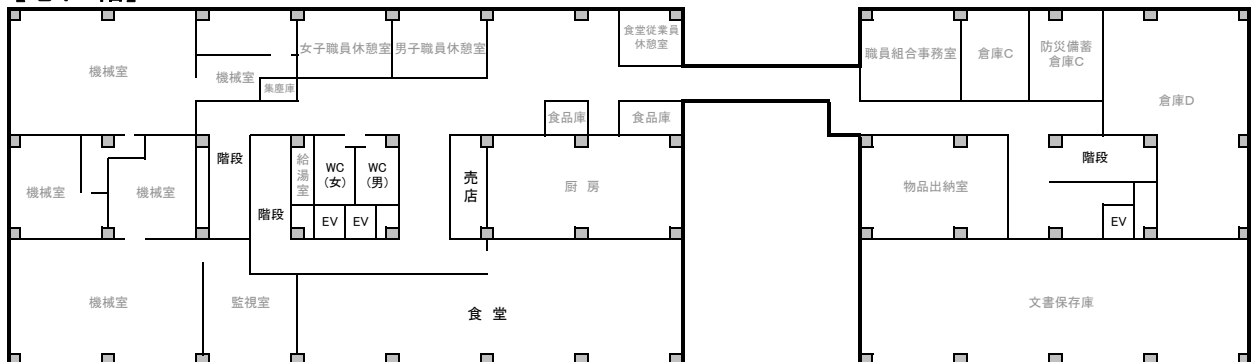 食堂従業員
休憩室
女子職員休憩室
男子職員休憩室
職員組合事務室
倉庫C
防災備蓄
倉庫C
機械室
機械室
集塵庫
倉庫D
食品庫
食品庫
階段
給
湯
室
WC
(女)
WC
(男)
売
店
厨 房
物品出納室
階段
機械室
機械室
階段
EV
EV
EV
機械室
監視室
食 堂
文書保存庫